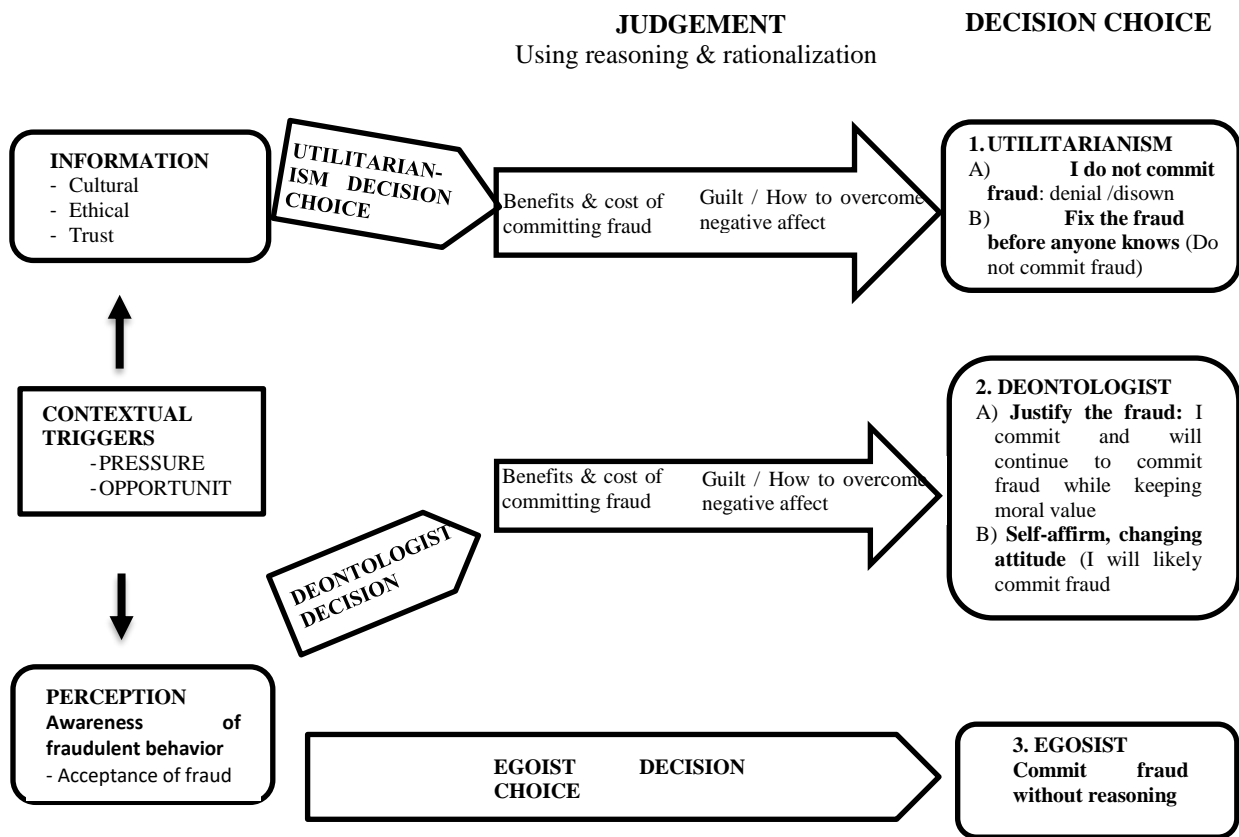 JUDGEMENT
Using reasoning & rationalization
DECISION CHOICE
INFORMATION
- Cultural
- Ethical
- Trust
UTILITARIAN-
ISM DECISION
CHOICE
Benefits & cost of
committing fraud
Guilt / How to overcome
negative affect
1. UTILITARIANISM
A) I do not commit
fraud: denial /disown
B) Fix the fraud
before anyone knows (Do
not commit fraud)
CONTEXTUAL
TRIGGERS
-PRESSURE
-OPPORTUNIT
DEONTOLOGIST
DECISION
Benefits & cost of
committing fraud
Guilt / How to overcome
negative affect
2. DEONTOLOGIST
A) Justify the fraud: I
commit and will
continue to commit
fraud while keeping
moral value
B) Self-affirm, changing
attitude (I will likely
commit fraud
PERCEPTION
Awareness of
fraudulent behavior
- Acceptance of fraud
EGOIST DECISION
CHOICE
3. EGOSIST
Commit fraud
without reasoning